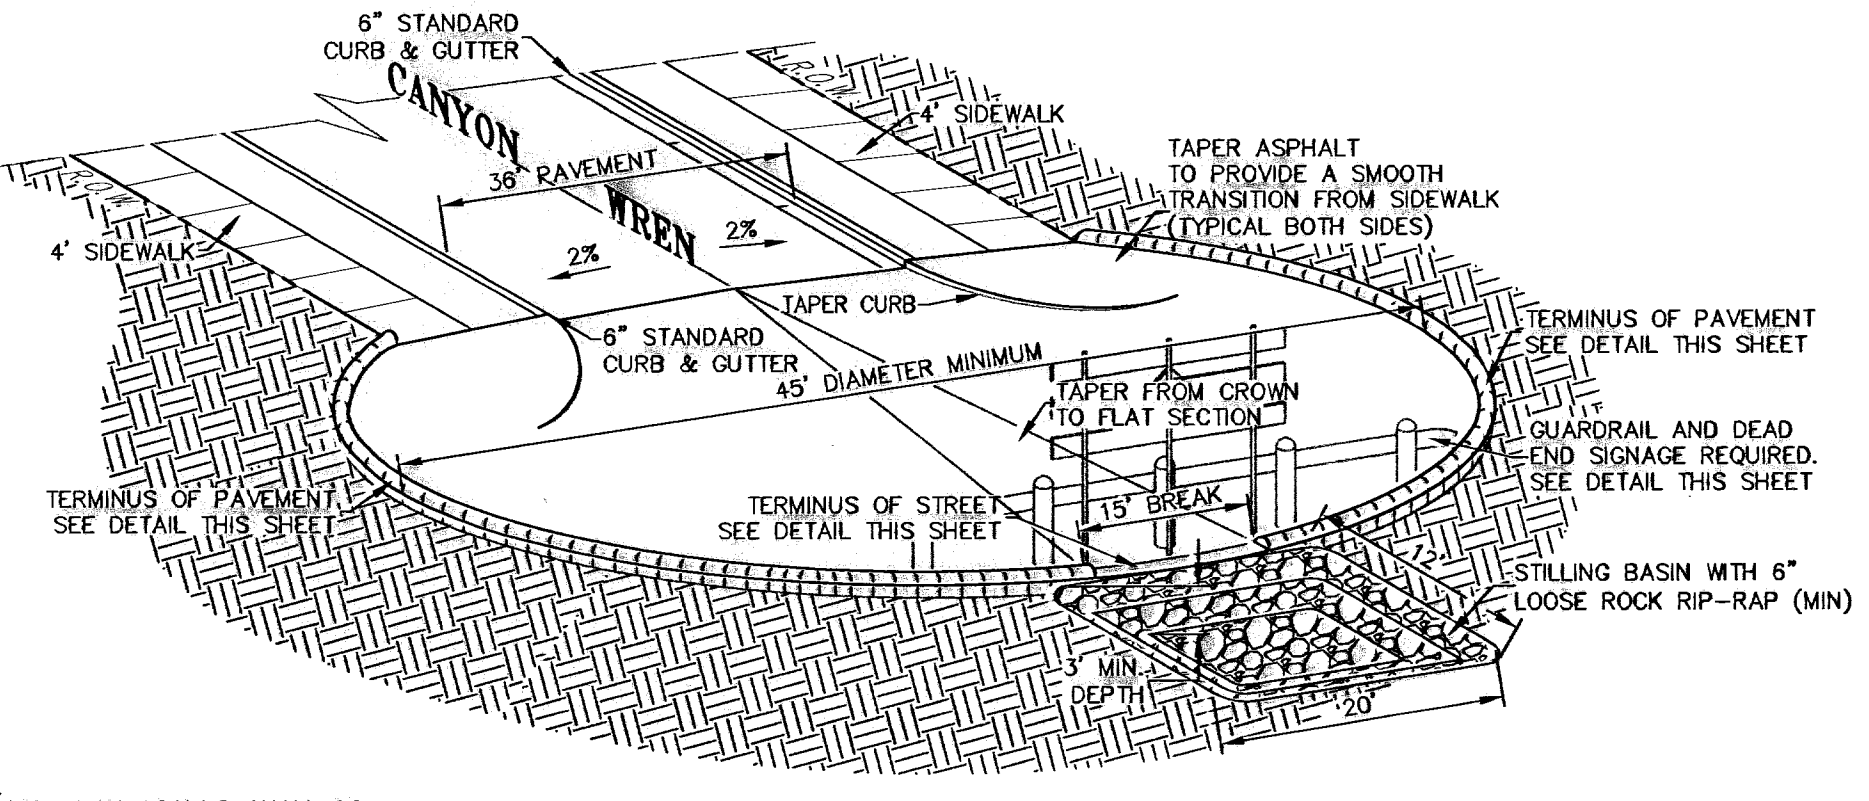 6" STANDARD
CURB & GUTTER
CANYON
WREN
R.O.W.
4' SIDEWALK
36' PAVEMENT
TAPER ASPHALT
TO PROVIDE A SMOOTH
TRANSITION FROM SIDEWALK
(TYPICAL BOTH SIDES)
R.O.W.
4' SIDEWALK
2%
2%
TAPER CURB
6" STANDARD
CURB & GUTTER
TERMINUS OF PAVEMENT
SEE DETAIL THIS SHEET
45' DIAMETER MINIMUM
TAPER FROM CROWN
TO FLAT SECTION
GUARDRAIL AND DEAD
END SIGNAGE REQUIRED.
SEE DETAIL THIS SHEET
TERMINUS OF PAVEMENT
SEE DETAIL THIS SHEET
TERMINUS OF STREET
SEE DETAIL THIS SHEET
15' BREAK
12'
STILLING BASIN WITH 6"
LOOSE ROCK RIP-RAP (MIN)
3' MIN.
DEPTH
20'